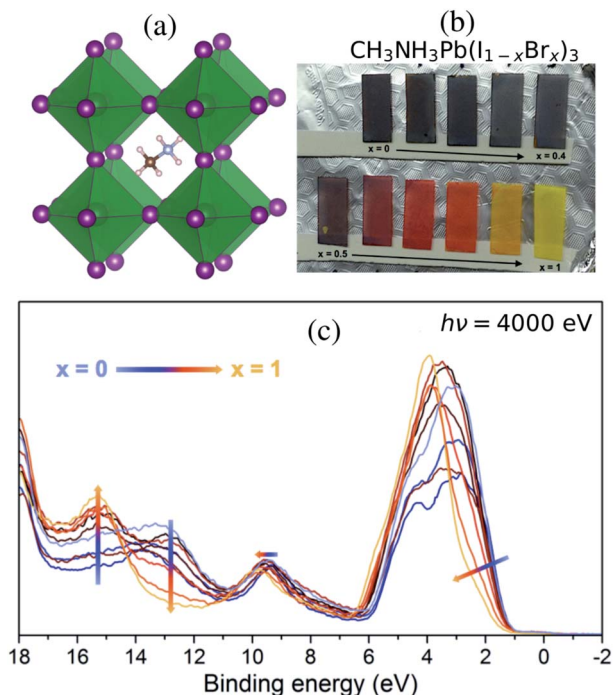 (a)
(b)
CH₃NH₃Pb(I₁₋ₓBrₓ)₃
x = 0
x = 0.4
x = 0.5
x = 1
(c)
hν = 4000 eV
x = 0
x = 1
18 16 14 12 10 8 6 4 2 0 -2
Binding energy (eV)